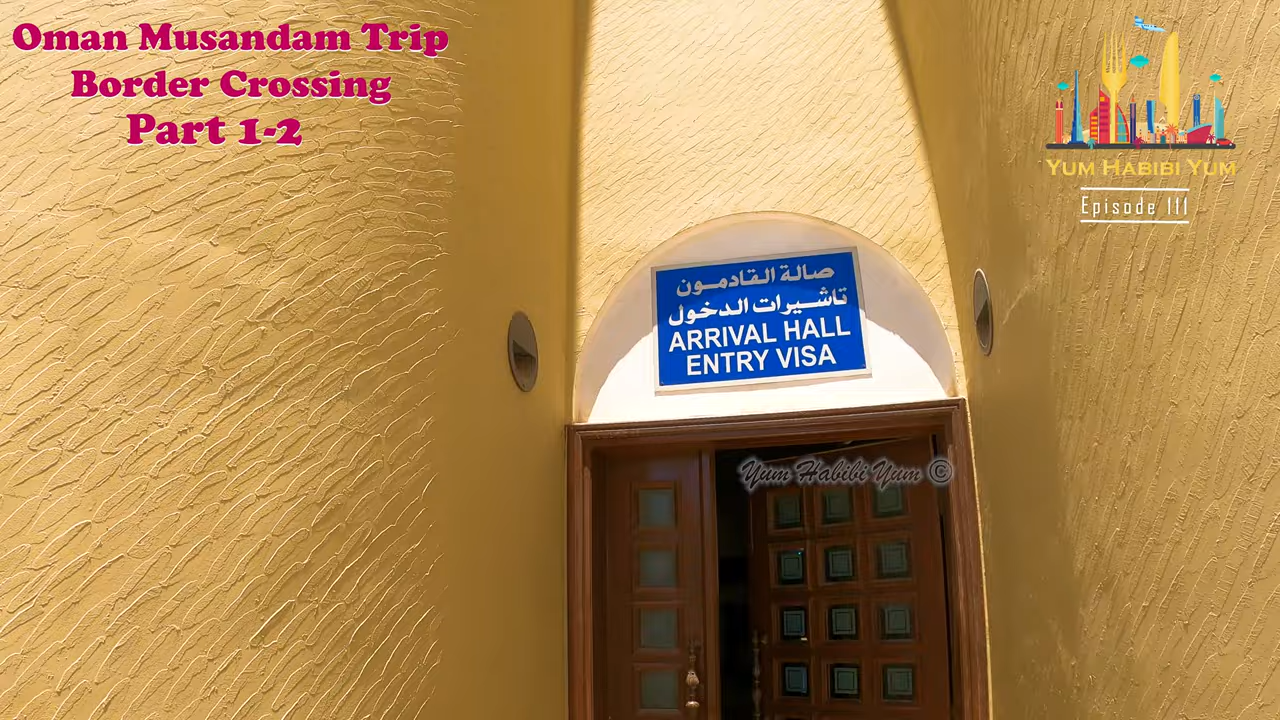 Oman Musandam Trip
Border Crossing
Part 1-2
YUM HABIBI YUM
Episode III
صالة القادمون
تاشيرات الدخول
ARRIVAL HALL
ENTRY VISA
Yum Habibi Yum ©